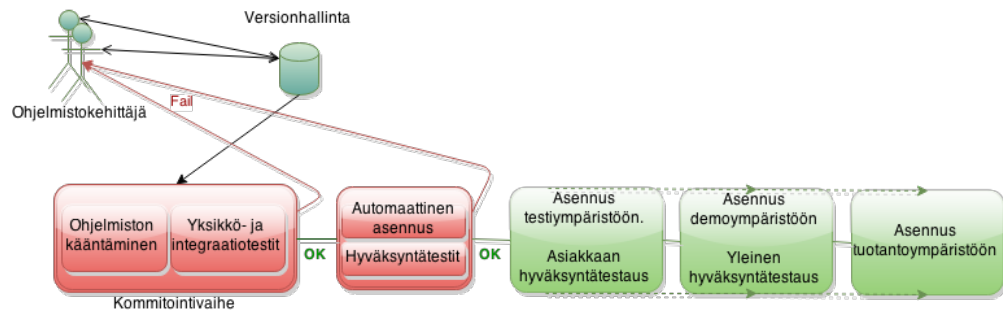 Versionhallinta
Ohjelmistokehittäjä
Fail
Ohjelmiston
kääntäminen
Yksikkö- ja
integraatiotestit
Kommitointivaihe
OK
Automaattinen
asennus
Hyväksyntätestit
OK
Asennus
testiympäristöön.
Asiakkaan
hyväksyntätestaus
Asennus
demoympäristöön
Yleinen
hyväksyntätestaus
Asennus
tuotantoympäristöön